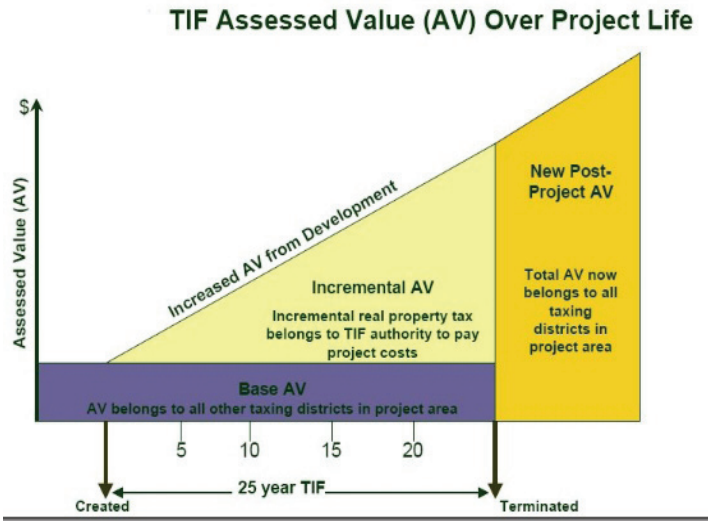 TIF Assessed Value (AV) Over Project Life
$
Assessed Value (AV)
Increased AV from Development
Incremental AV
Incremental real property tax
belongs to TIF authority to pay
project costs
New Post-
Project AV
Total AV now
belongs to all
taxing
districts in
project area
Base AV
AV belongs to all other taxing districts in project area
5 10 15 20
25 year TIF
Created
Terminated